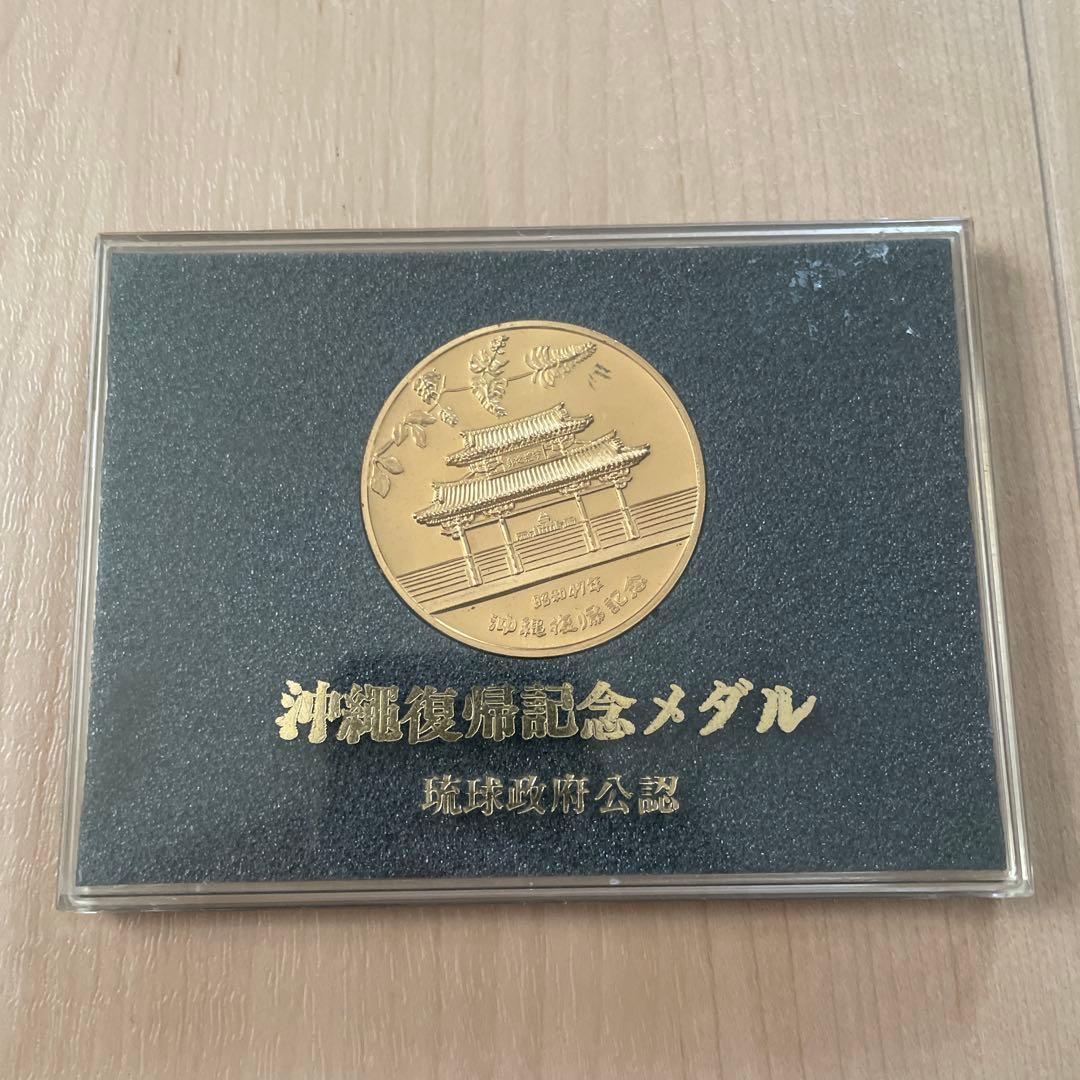 昭和47年
沖縄復帰記念
沖繩復帰記念メダル
琉球政府公認